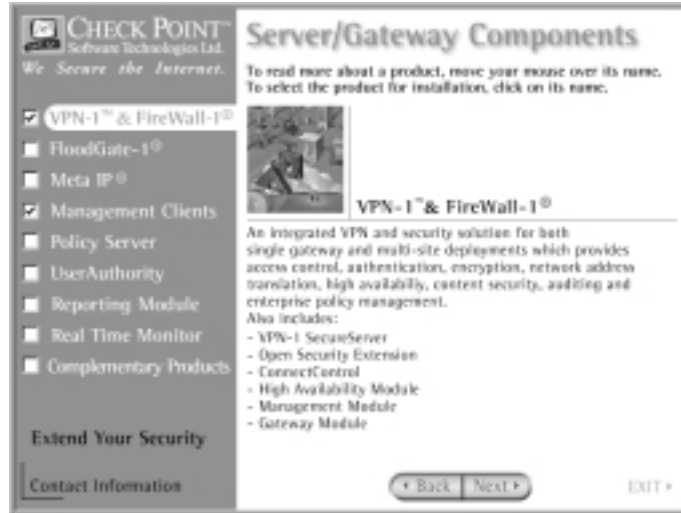 CHECK POINT™
Software Technologies Ltd.
We Secure the Internet.
VPN-1™ & FireWall-1®
FloodGate-1®
Meta IP®
Management Clients
Policy Server
UserAuthority
Reporting Module
Real Time Monitor
Complementary Products
Extend Your Security
Contact Information
Server/Gateway Components
To read more about a product, move your mouse over its name.
To select the product for installation, click on its name.
VPN-1™& FireWall-1®
An integrated VPN and security solution for both
single gateway and multi-site deployments which provides
access control, authentication, encryption, network address
translation, high availabiliy, content security, auditing and
enterprise policy management.
Also Includes:
- VPN-1 SecureServer
- Open Security Extension
- ConnectControl
- High Availability Module
- Management Module
- Gateway Module
Back
Next
EXIT